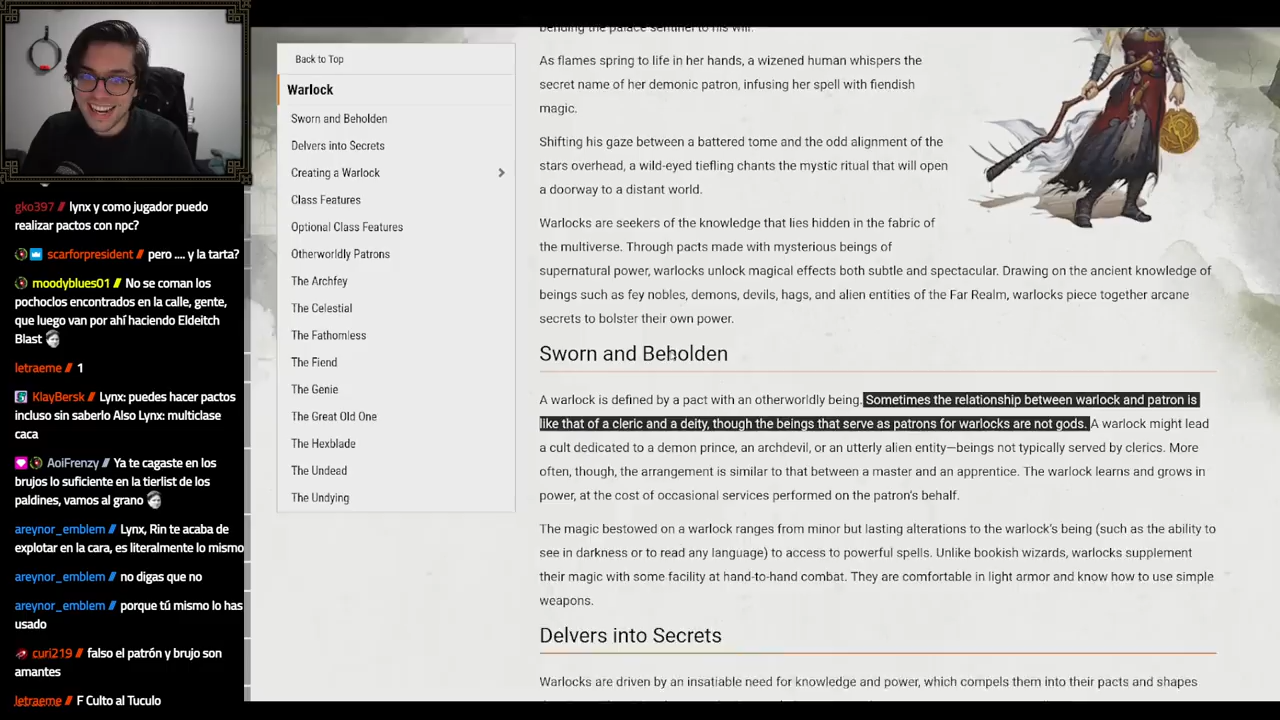 gko397 // lynx y como jugador puedo
realizar pactos con npc?
scarforpresident // pero .... y la tarta?
moodyblues01 // No se coman los
pochoclos encontrados en la calle, gente,
que luego van por ahí haciendo Eldeitch
Blast
letraeme // 1
KlayBersk // Lynx: puedes hacer pactos
incluso sin saberlo Also Lynx: multiclase
caca
AoiFrenzy // Ya te cagaste en los
brujos lo suficiente en la tierlist de los
paldines, vamos al grano
areynor_emblem // Lynx, Rin te acaba de
explotar en la cara, es literalmente lo mismo
areynor_emblem // no digas que no
areynor_emblem // porque tú mismo lo has
usado
curi219 // falso el patrón y brujo son
amantes
letraeme // F Culto al Tuculo
Back to Top
Warlock
Sworn and Beholden
Delvers into Secrets
Creating a Warlock
Class Features
Optional Class Features
Otherworldly Patrons
The Archfey
The Celestial
The Fathomless
The Fiend
The Genie
The Great Old One
The Hexblade
The Undead
The Undying
bending the palace sentinel to his will.
As flames spring to life in her hands, a wizened human whispers the
secret name of her demonic patron, infusing her spell with fiendish
magic.
Shifting his gaze between a battered tome and the odd alignment of the
stars overhead, a wild-eyed tiefling chants the mystic ritual that will open
a doorway to a distant world.
Warlocks are seekers of the knowledge that lies hidden in the fabric of
the multiverse. Through pacts made with mysterious beings of
supernatural power, warlocks unlock magical effects both subtle and spectacular. Drawing on the ancient knowledge of
beings such as fey nobles, demons, devils, hags, and alien entities of the Far Realm, warlocks piece together arcane
secrets to bolster their own power.
Sworn and Beholden
A warlock is defined by a pact with an otherworldly being. Sometimes the relationship between warlock and patron is
like that of a cleric and a deity, though the beings that serve as patrons for warlocks are not gods. A warlock might lead
a cult dedicated to a demon prince, an archdevil, or an utterly alien entity—beings not typically served by clerics. More
often, though, the arrangement is similar to that between a master and an apprentice. The warlock learns and grows in
power, at the cost of occasional services performed on the patron's behalf.
The magic bestowed on a warlock ranges from minor but lasting alterations to the warlock's being (such as the ability to
see in darkness or to read any language) to access to powerful spells. Unlike bookish wizards, warlocks supplement
their magic with some facility at hand-to-hand combat. They are comfortable in light armor and know how to use simple
weapons.
Delvers into Secrets
Warlocks are driven by an insatiable need for knowledge and power, which compels them into their pacts and shapes